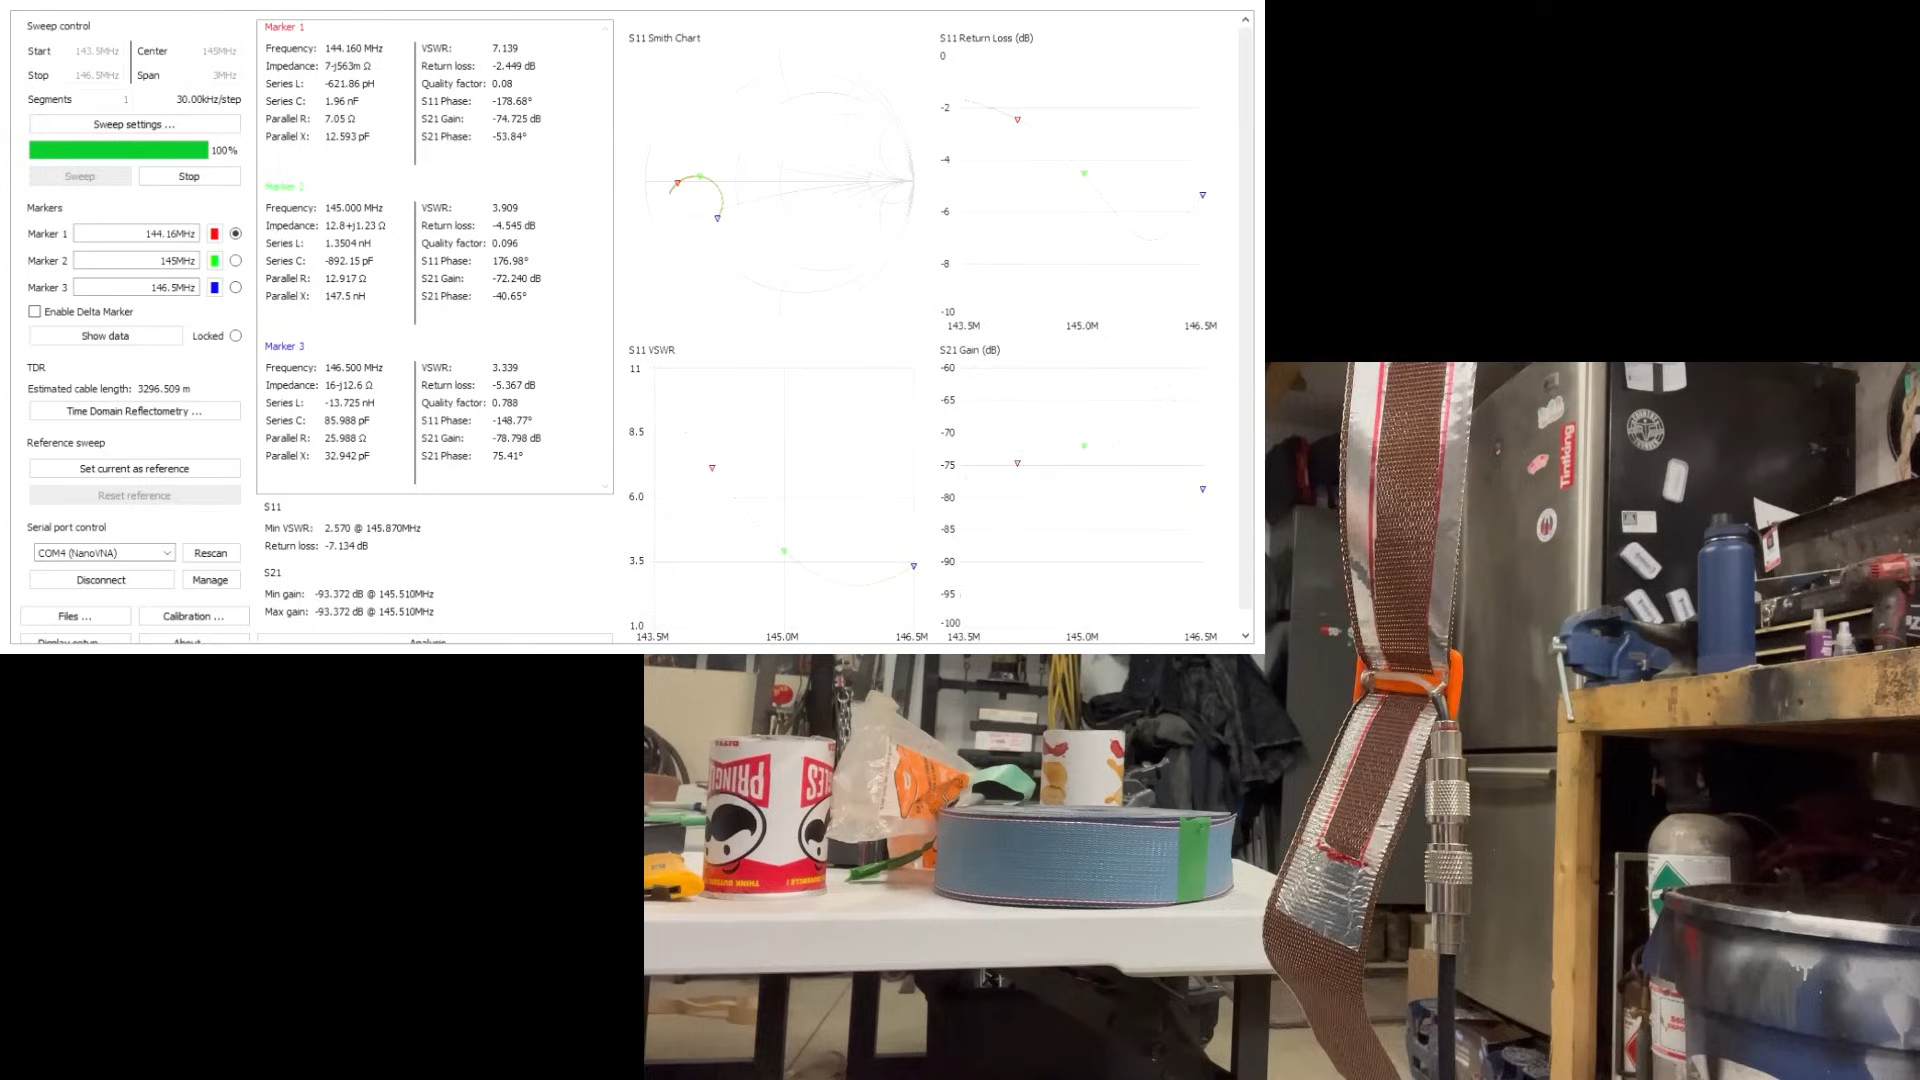 Sweep control
Start 143.5MHz Center 145MHz
Stop 146.5MHz Span 3MHz
Segments 1 30.00kHz/step
Sweep settings ...
100%
Sweep Stop
Markers
Marker 1 144.16MHz
Marker 2 145MHz
Marker 3 146.5MHz
Enable Delta Marker
Show data Locked
TDR
Estimated cable length: 3296.509 m
Time Domain Reflectometry ...
Reference sweep
Set current as reference
Reset reference
Serial port control
COM4 (NanoVNA) Rescan
Disconnect Manage
Files ... Calibration ...
Display setup About
Marker 1
Frequency: 144.160 MHz VSWR: 7.139
Impedance: 7-j563m Ω Return loss: -2.449 dB
Series L: -621.86 pH Quality factor: 0.08
Series C: 1.96 nF S11 Phase: -178.68°
Parallel R: 7.05 Ω S21 Gain: -74.725 dB
Parallel X: 12.593 pF S21 Phase: -53.84°
Marker 2
Frequency: 145.000 MHz VSWR: 3.909
Impedance: 12.8+j1.23 Ω Return loss: -4.545 dB
Series L: 1.3504 nH Quality factor: 0.096
Series C: -892.15 pF S11 Phase: 176.98°
Parallel R: 12.917 Ω S21 Gain: -72.240 dB
Parallel X: 147.5 nH S21 Phase: -40.65°
Marker 3
Frequency: 146.500 MHz VSWR: 3.339
Impedance: 16-j12.6 Ω Return loss: -5.367 dB
Series L: -13.725 nH Quality factor: 0.788
Series C: 85.988 pF S11 Phase: -148.77°
Parallel R: 25.988 Ω S21 Gain: -78.798 dB
Parallel X: 32.942 pF S21 Phase: 75.41°
S11
Min VSWR: 2.570 @ 145.870MHz
Return loss: -7.134 dB
S21
Min gain: -93.372 dB @ 145.510MHz
Max gain: -93.372 dB @ 145.510MHz
Analysis
S11 Smith Chart
S11 Return Loss (dB)
0
-2
-4
-6
-8
-10
143.5M 145.0M 146.5M
S11 VSWR
11
8.5
6.0
3.5
1.0
143.5M 145.0M 146.5M
S21 Gain (dB)
-60
-65
-70
-75
-80
-85
-90
-95
-100
143.5M 145.0M 146.5M
Tintking
PRINGLES